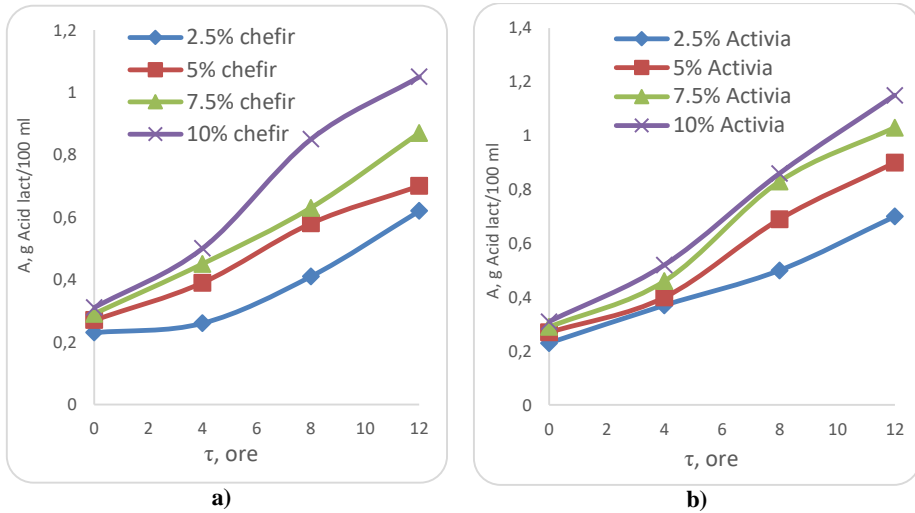 1,2
1
0,8
0,6
0,4
0,2
0
A, g Acid lact/100 ml
2.5% chefir
5% chefir
7.5% chefir
10% chefir
0 2 4 6 8 10 12
τ, ore
a)
1,4
1,2
1
0,8
0,6
0,4
0,2
0
A, g Acid lact/100 ml
2.5% Activia
5% Activia
7.5% Activia
10% Activia
0 2 4 6 8 10 12
τ, ore
b)